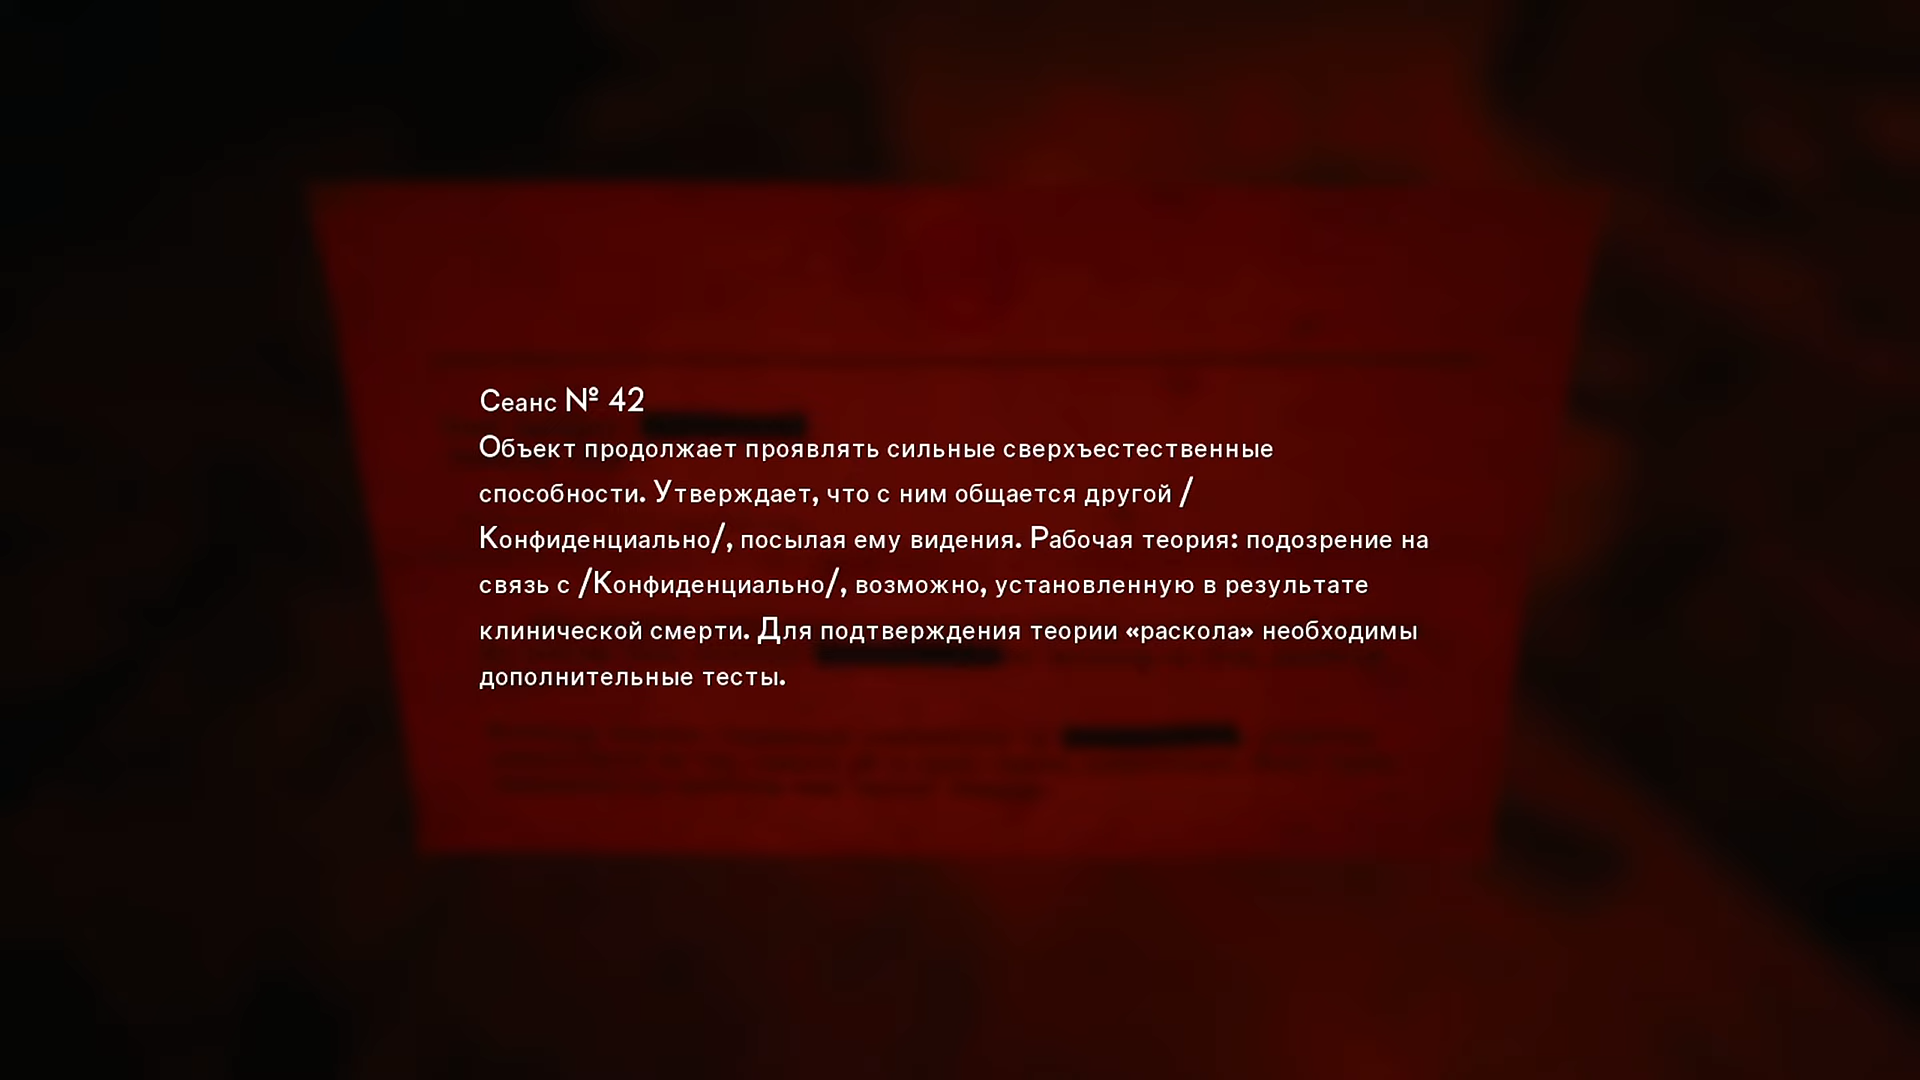 Сеанс № 42
Объект продолжает проявлять сильные сверхъестественные
способности. Утверждает, что с ним общается другой /
Конфиденциально/, посылая ему видения. Рабочая теория: подозрение на
связь с /Конфиденциально/, возможно, установленную в результате
клинической смерти. Для подтверждения теории «раскола» необходимы
дополнительные тесты.